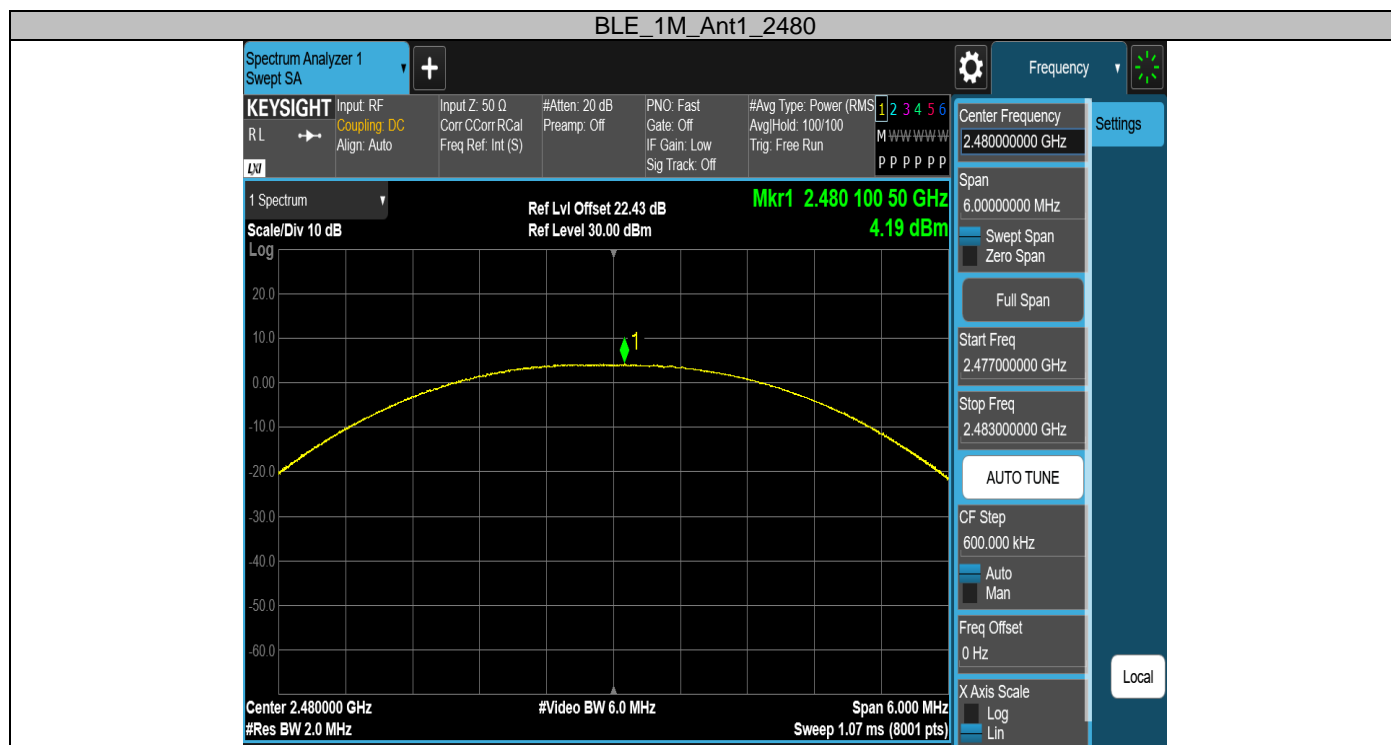 BLE_1M_Ant1_2480
Spectrum Analyzer 1
Swept SA
+
Frequency
KEYSIGHT
R L
LXI
Input: RF
Coupling: DC
Align: Auto
Input Z: 50 Ω
Corr CCorr RCal
Freq Ref: Int (S)
#Atten: 20 dB
Preamp: Off
PNO: Fast
Gate: Off
IF Gain: Low
Sig Track: Off
#Avg Type: Power (RMS
Avg|Hold: 100/100
Trig: Free Run
1 2 3 4 5 6
M W W W W W
P P P P P P
1 Spectrum
Scale/Div 10 dB
Ref Lvl Offset 22.43 dB
Ref Level 30.00 dBm
Mkr1 2.480 100 50 GHz
4.19 dBm
Log
20.0
10.0
0.00
-10.0
-20.0
-30.0
-40.0
-50.0
-60.0
1
Center 2.480000 GHz
#Video BW 6.0 MHz
Span 6.000 MHz
#Res BW 2.0 MHz
Sweep 1.07 ms (8001 pts)
Center Frequency
2.480000000 GHz
Settings
Span
6.00000000 MHz
Swept Span
Zero Span
Full Span
Start Freq
2.477000000 GHz
Stop Freq
2.483000000 GHz
AUTO TUNE
CF Step
600.000 kHz
Auto
Man
Freq Offset
0 Hz
X Axis Scale
Log
Lin
Local